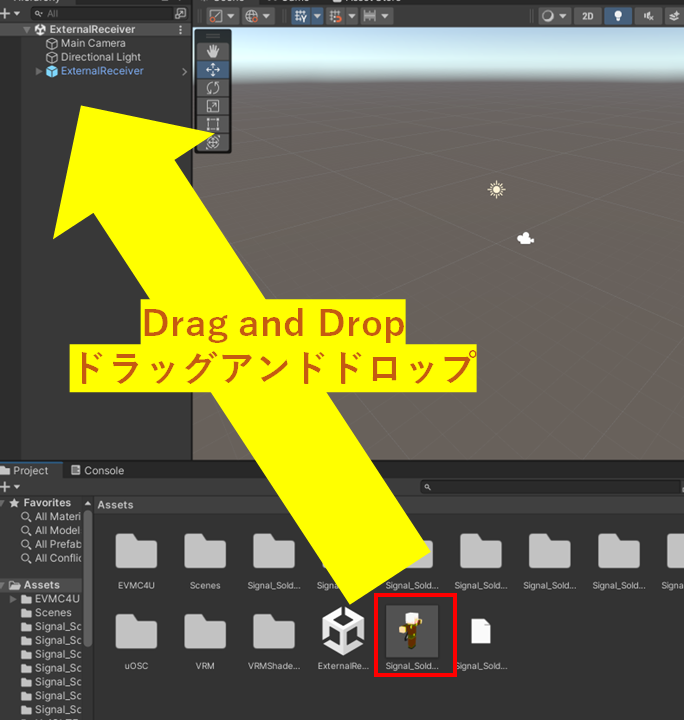 All
ExternalReceiver
Main Camera
Directional Light
ExternalReceiver
2D
Drag and Drop
ドラッグアンドドロップ
Project
Console
Favorites
All Materi
All Model
All Prefab
All Conflic
Assets
EVMC4U
Scenes
Signal_Sc
Signal_Sc
Signal_Sc
Signal_Sc
Signal_Sc
Signal_Sc
Assets
EVMC4U
Scenes
Signal_Sold...
Signal_Sold...
Signal_Sold...
Signal_Sold...
Signal_Sold...
uOSC
VRM
VRMShade...
ExternalRe...
Signal_Sold...
Signal_Sold...